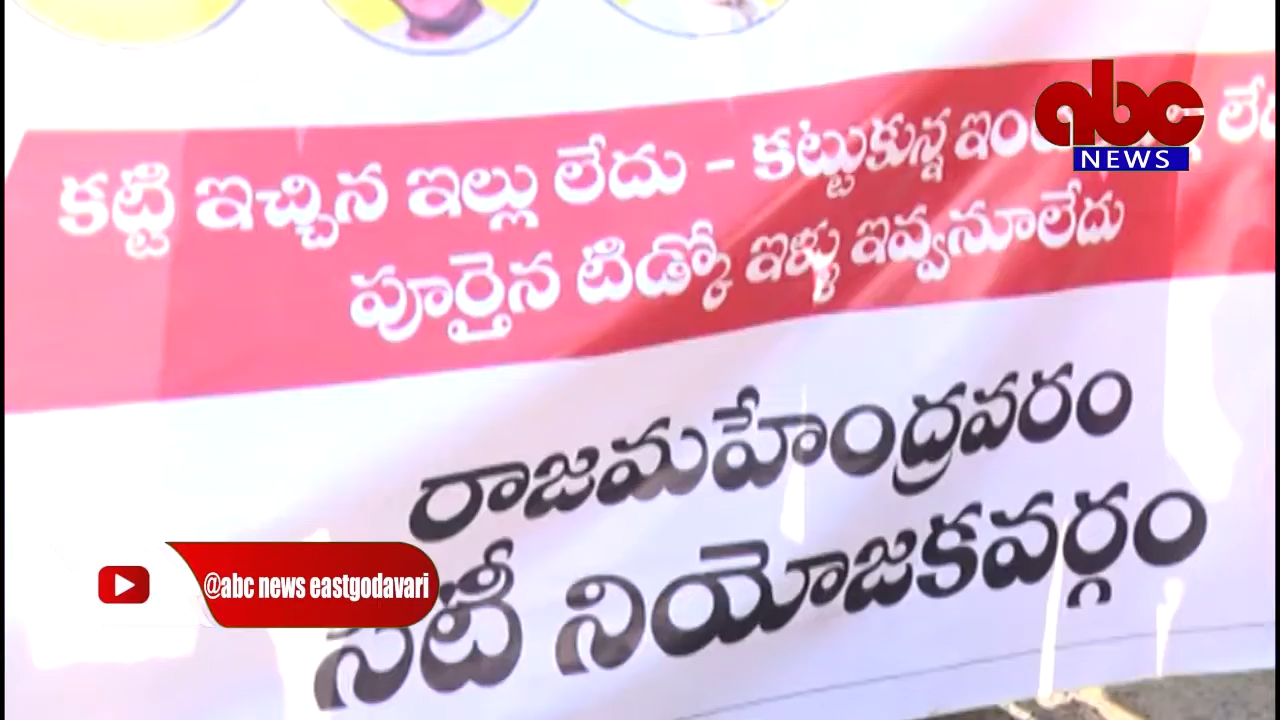 కట్టి ఇచ్చిన ఇల్లు లేదు - కట్టుకున్న
పూర్తైన టిడ్కో ఇళ్ళు ఇవ్వనూలేదు
రాజమహేంద్రవరం
సిటీ నియోజకవర్గం
abc
NEWS
@abc news eastgodavari